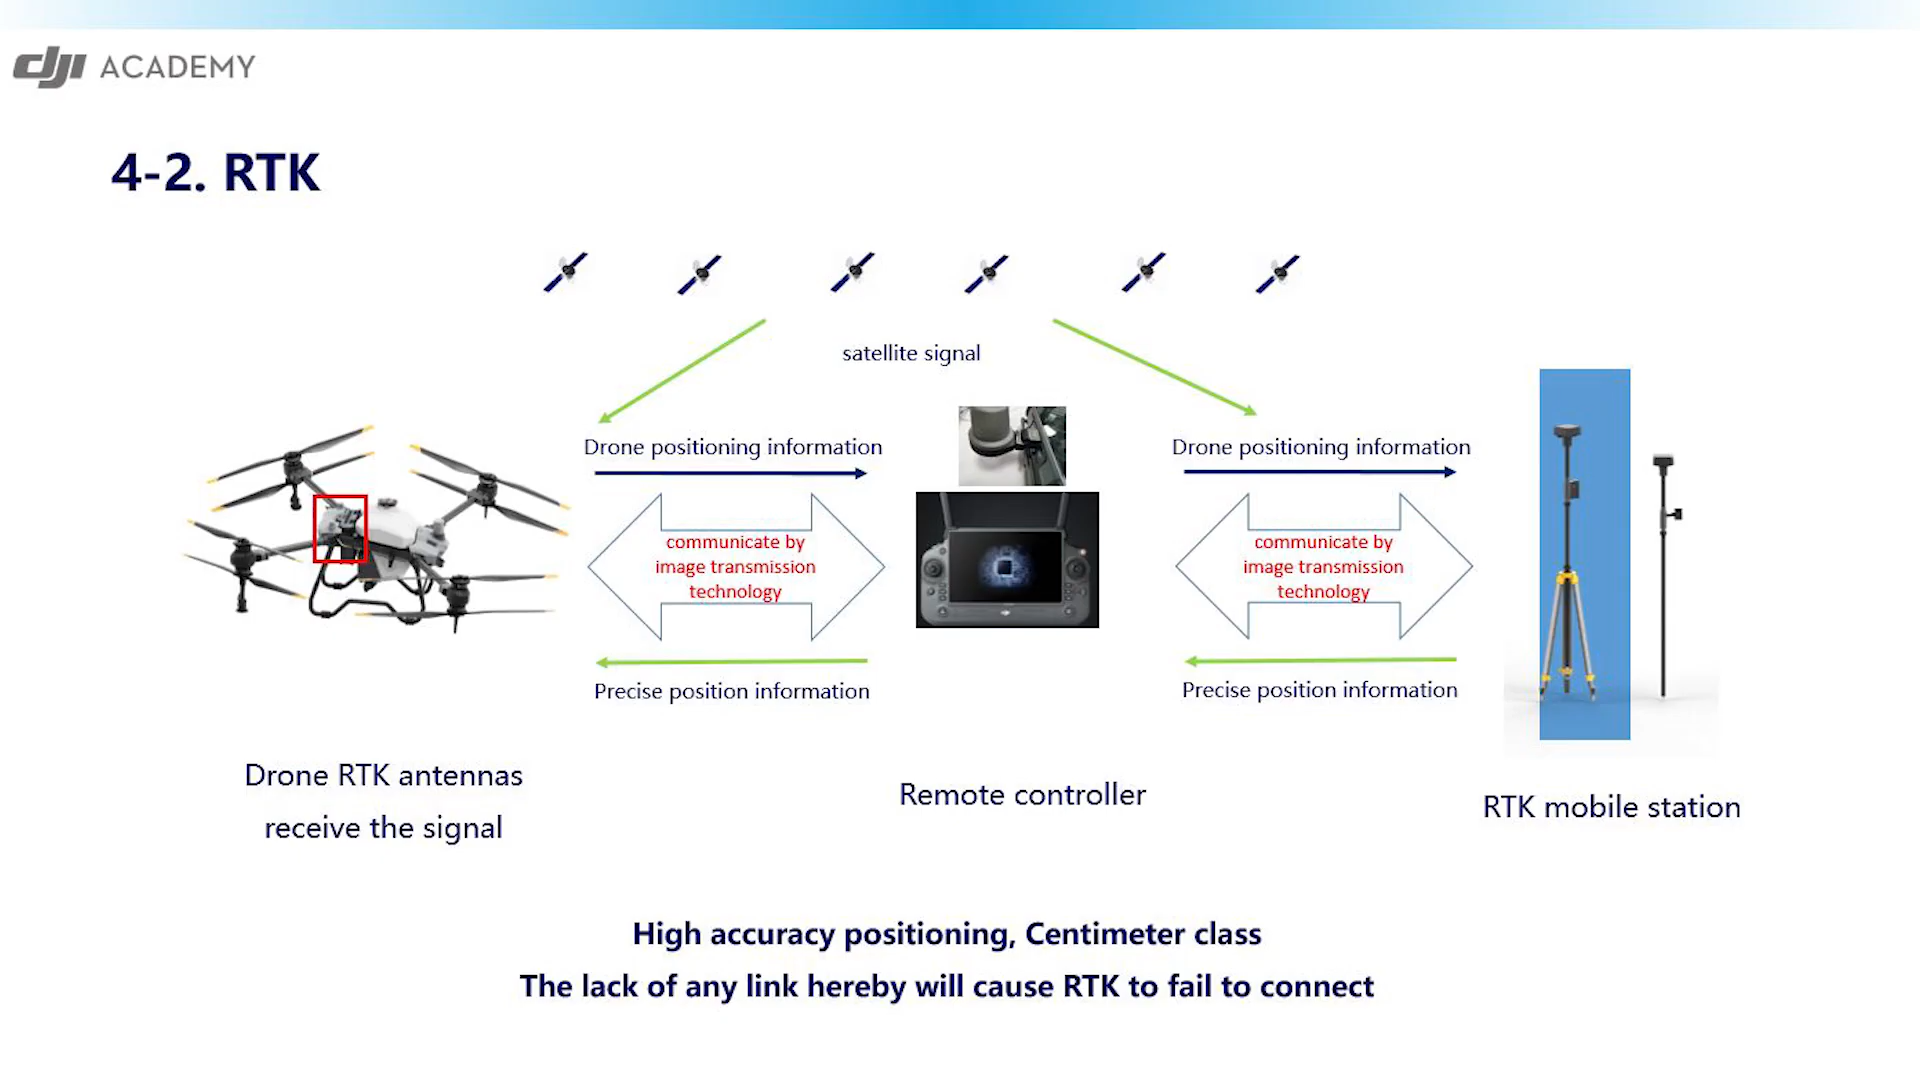 dji ACADEMY
4-2. RTK
satellite signal
Drone positioning information
Drone positioning information
communicate by
image transmission
technology
communicate by
image transmission
technology
Precise position information
Precise position information
Drone RTK antennas
receive the signal
Remote controller
RTK mobile station
High accuracy positioning, Centimeter class
The lack of any link hereby will cause RTK to fail to connect